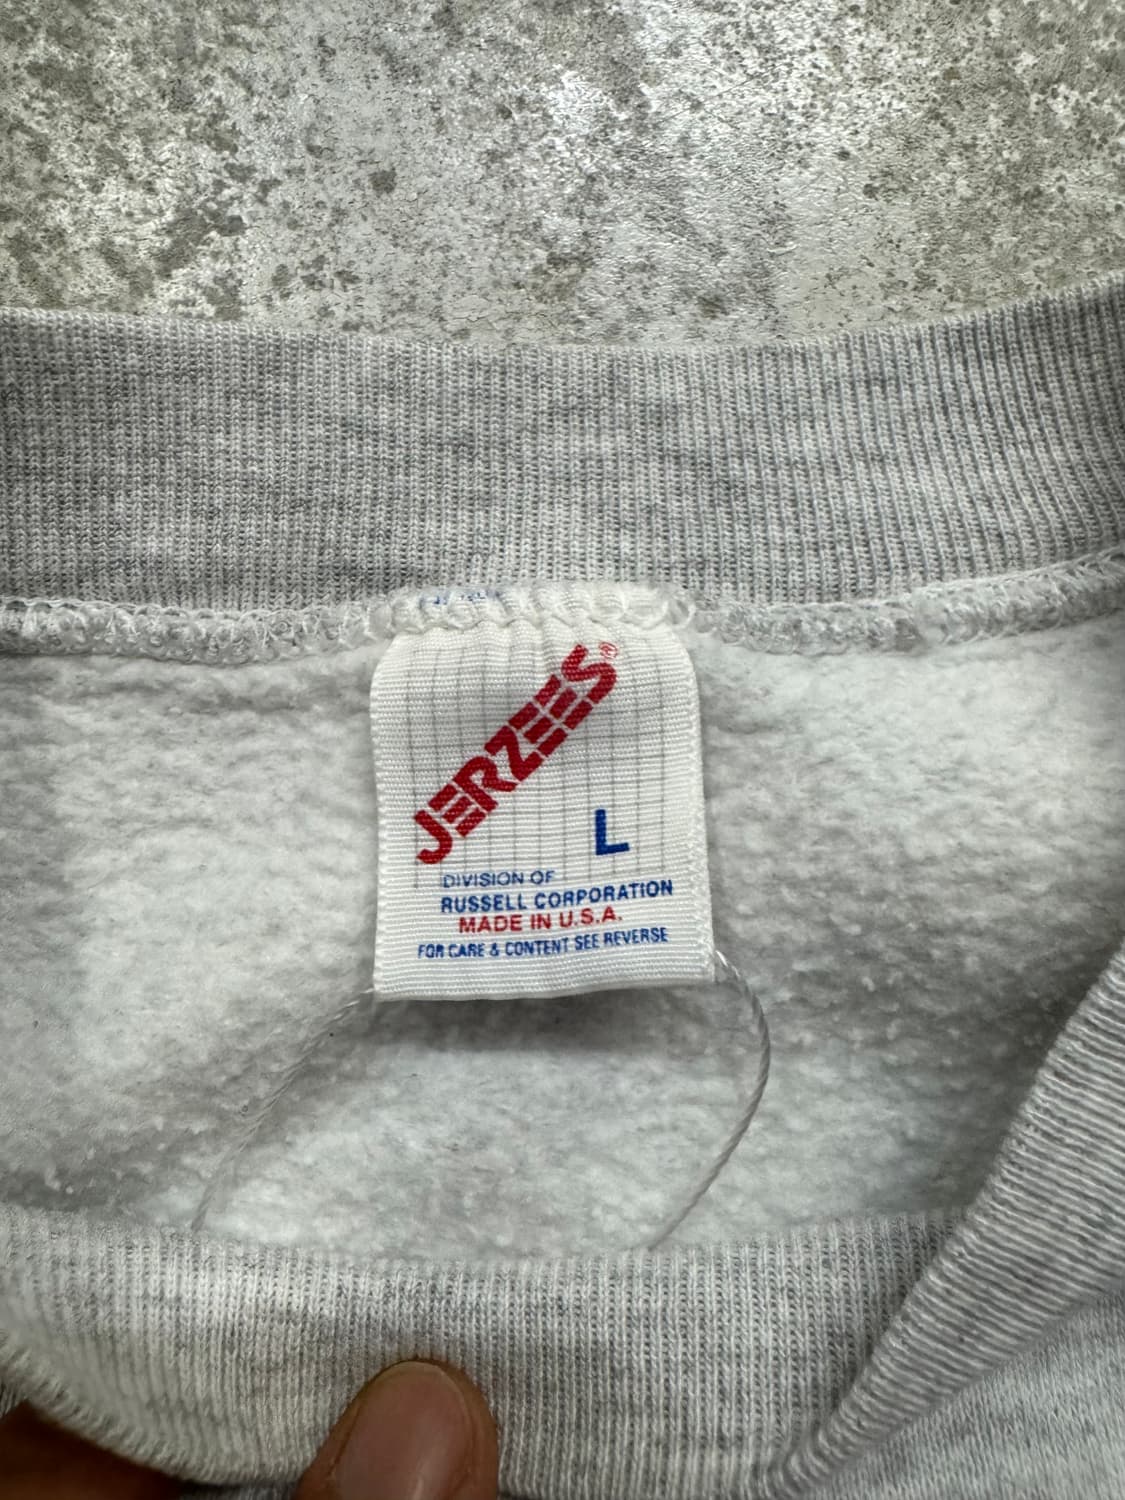 JERZEES®
L
DIVISION OF
RUSSELL CORPORATION
MADE IN U.S.A.
FOR CARE & CONTENT SEE REVERSE